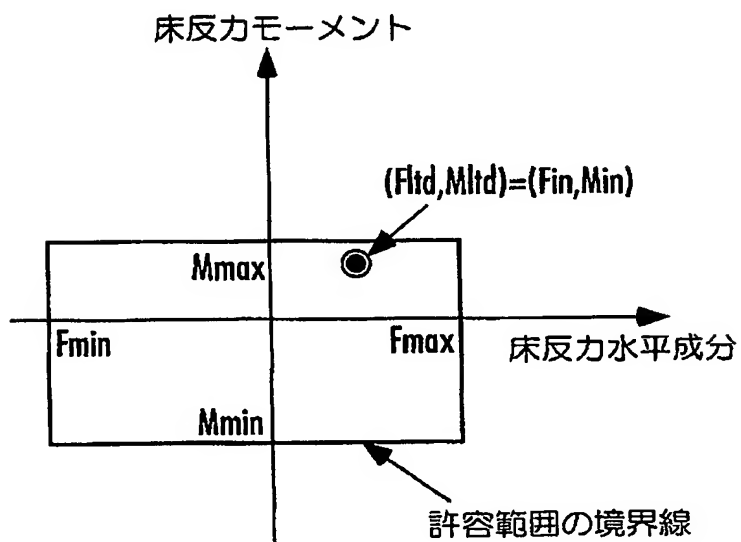 床反力モーメント
(Fltd,Mltd)=(Fin,Min)
Mmax
Fmin
Fmax
床反力水平成分
Mmin
許容範囲の境界線